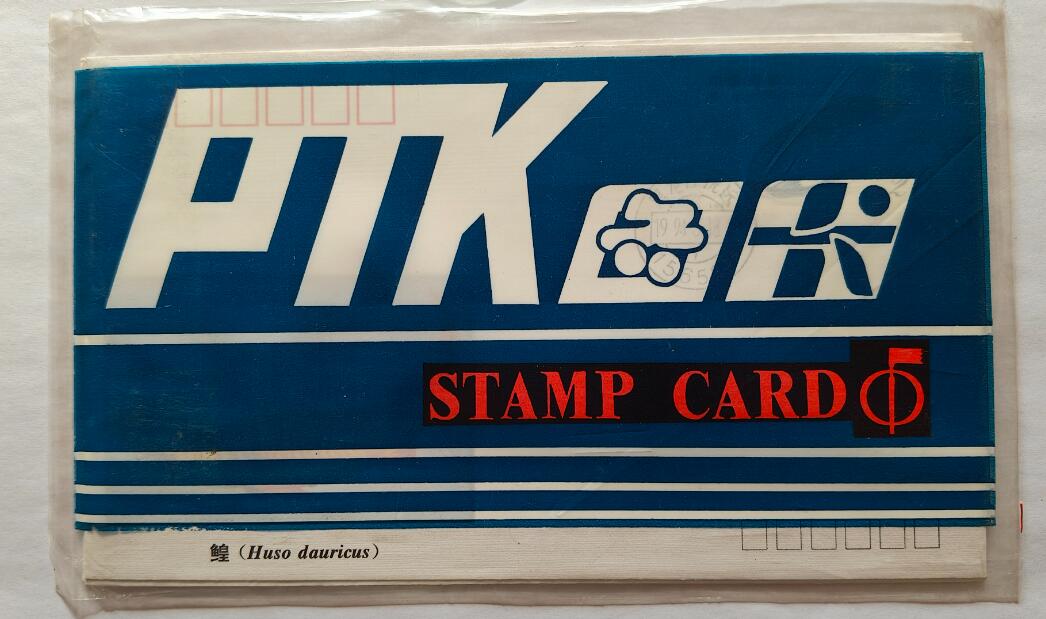 PTK
STAMP CARD
鳇（Huso dauricus）